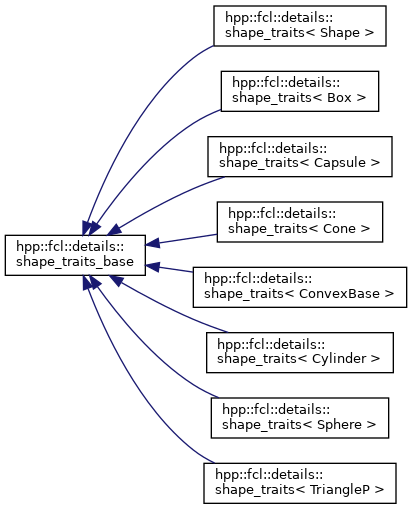 hpp::fcl::details::
shape_traits< Shape >
hpp::fcl::details::
shape_traits< Box >
hpp::fcl::details::
shape_traits< Capsule >
hpp::fcl::details::
shape_traits< Cone >
hpp::fcl::details::
shape_traits_base
hpp::fcl::details::
shape_traits< ConvexBase >
hpp::fcl::details::
shape_traits< Cylinder >
hpp::fcl::details::
shape_traits< Sphere >
hpp::fcl::details::
shape_traits< TriangleP >